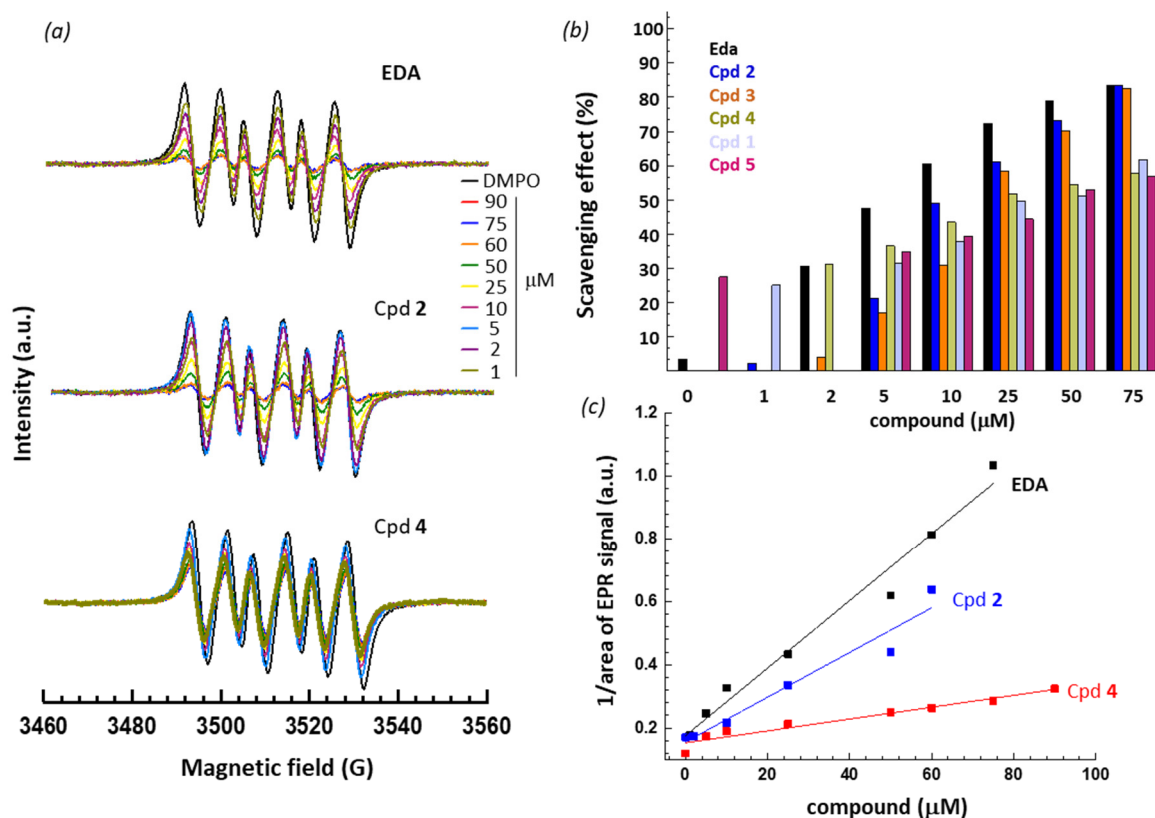 (a)
EDA
DMPO
90
75
60
50
25
10
5
2
1
μM
Cpd 2
Cpd 4
Intensity (a.u.)
3460 3480 3500 3520 3540 3560
Magnetic field (G)
(b)
Eda
Cpd 2
Cpd 3
Cpd 4
Cpd 1
Cpd 5
Scavenging effect (%)
100
90
80
70
60
50
40
30
20
10
0 1 2 5 10 25 50 75
compound (μM)
(c)
1/area of EPR signal (a.u.)
1.2
1.0
0.8
0.6
0.4
0.2
EDA
Cpd 2
Cpd 4
0 20 40 60 80 100
compound (μM)